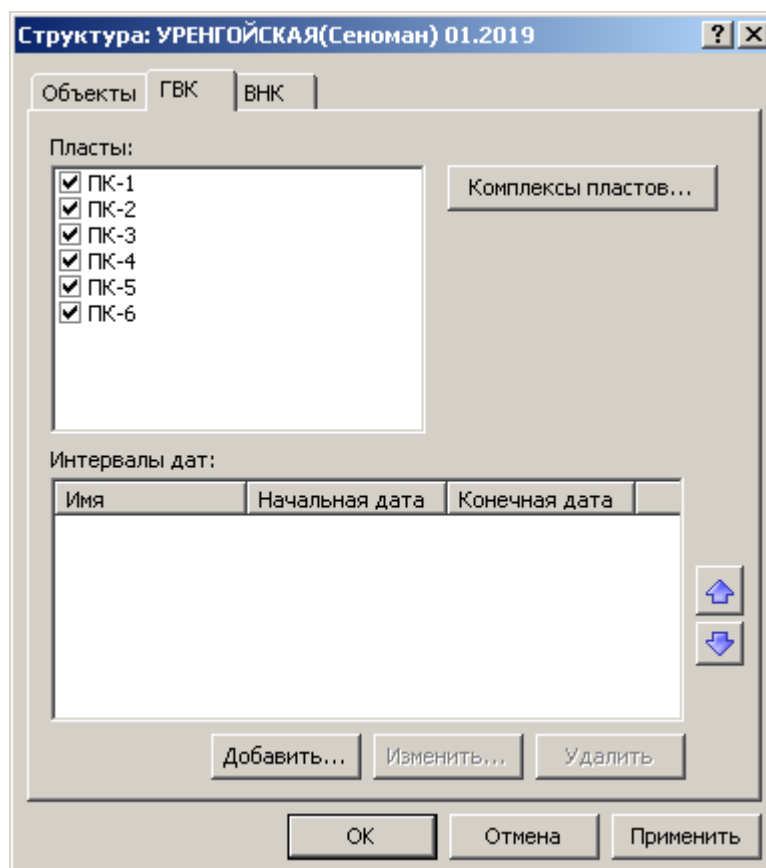 Структура: УРЕНГОЙСКАЯ(Сеноман) 01.2019
Объекты ГВК ВНК
Пласты:
ПК-1
ПК-2
ПК-3
ПК-4
ПК-5
ПК-6
Комплексы пластов...
Интервалы дат:
Имя Начальная дата Конечная дата
Добавить... Изменить... Удалить
OK Отмена Применить